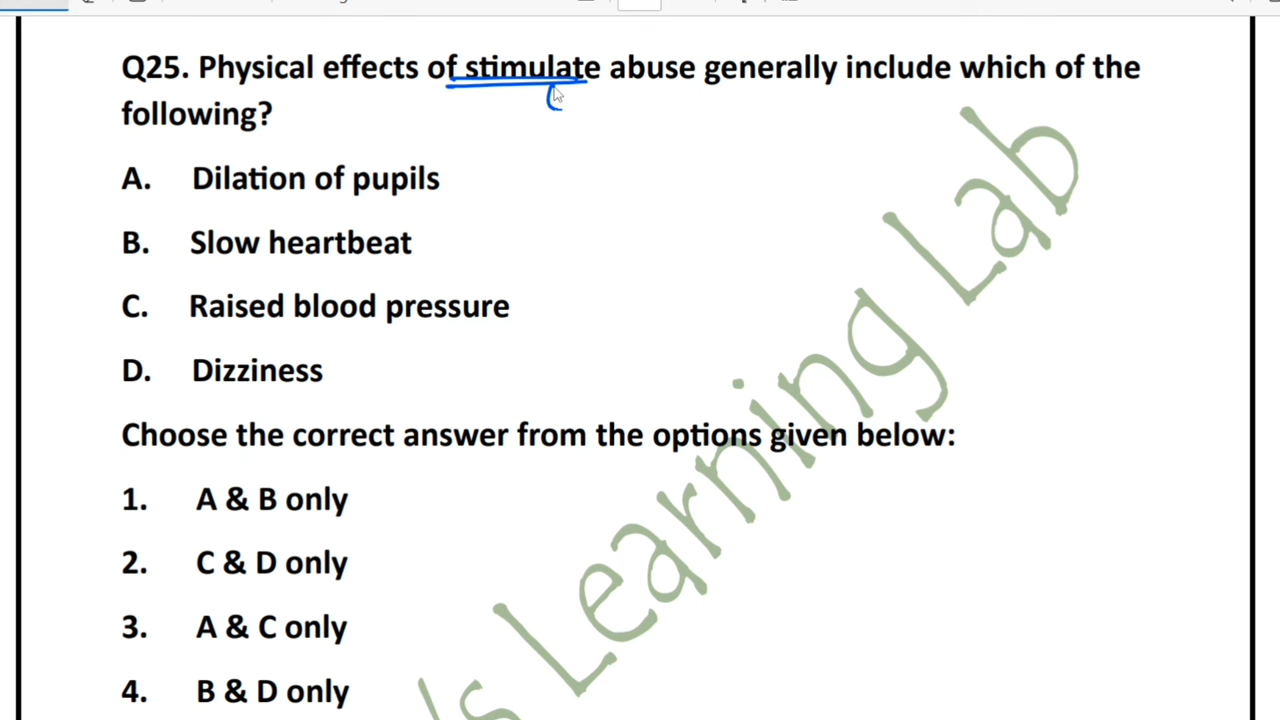 Q25. Physical effects of stimulate abuse generally include which of the
following?
A. Dilation of pupils
B. Slow heartbeat
C. Raised blood pressure
D. Dizziness
Choose the correct answer from the options given below:
1. A & B only
2. C & D only
3. A & C only
4. B & D only
's Learning Lab